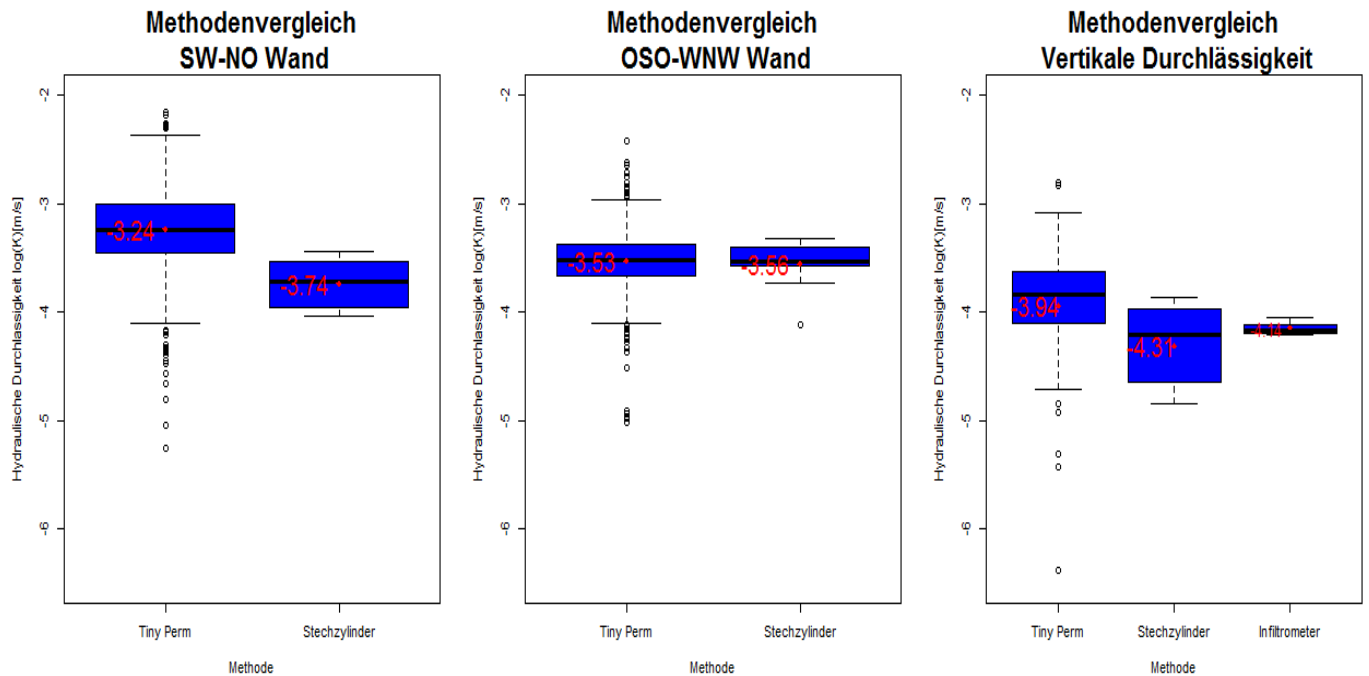 Methodenvergleich
SW-NO Wand
Hydraulische Durchlässigkeit log(K)[m/s]
-2
-3
-4
-5
-6
-3.24
-3.74
Tiny Perm
Stechzylinder
Methode
Methodenvergleich
OSO-WNW Wand
Hydraulische Durchlässigkeit log(K)[m/s]
-2
-3
-4
-5
-6
-3.53
-3.56
Tiny Perm
Stechzylinder
Methode
Methodenvergleich
Vertikale Durchlässigkeit
Hydraulische Durchlässigkeit log(K)[m/s]
-2
-3
-4
-5
-6
-3.94
-4.31
-4.14
Tiny Perm
Stechzylinder
Infiltrometer
Methode